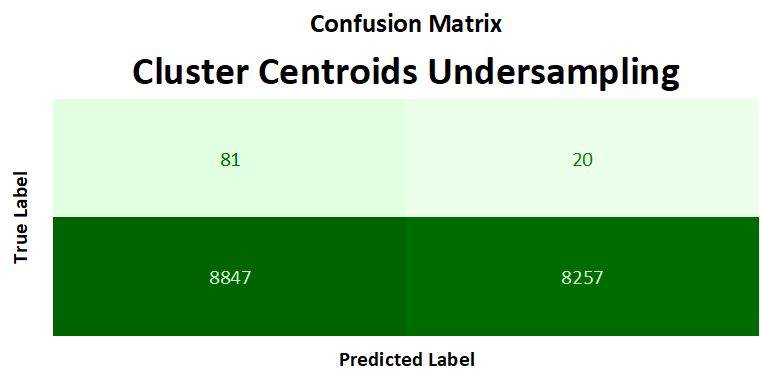 Confusion Matrix
Cluster Centroids Undersampling
True Label
81 20
8847 8257
Predicted Label